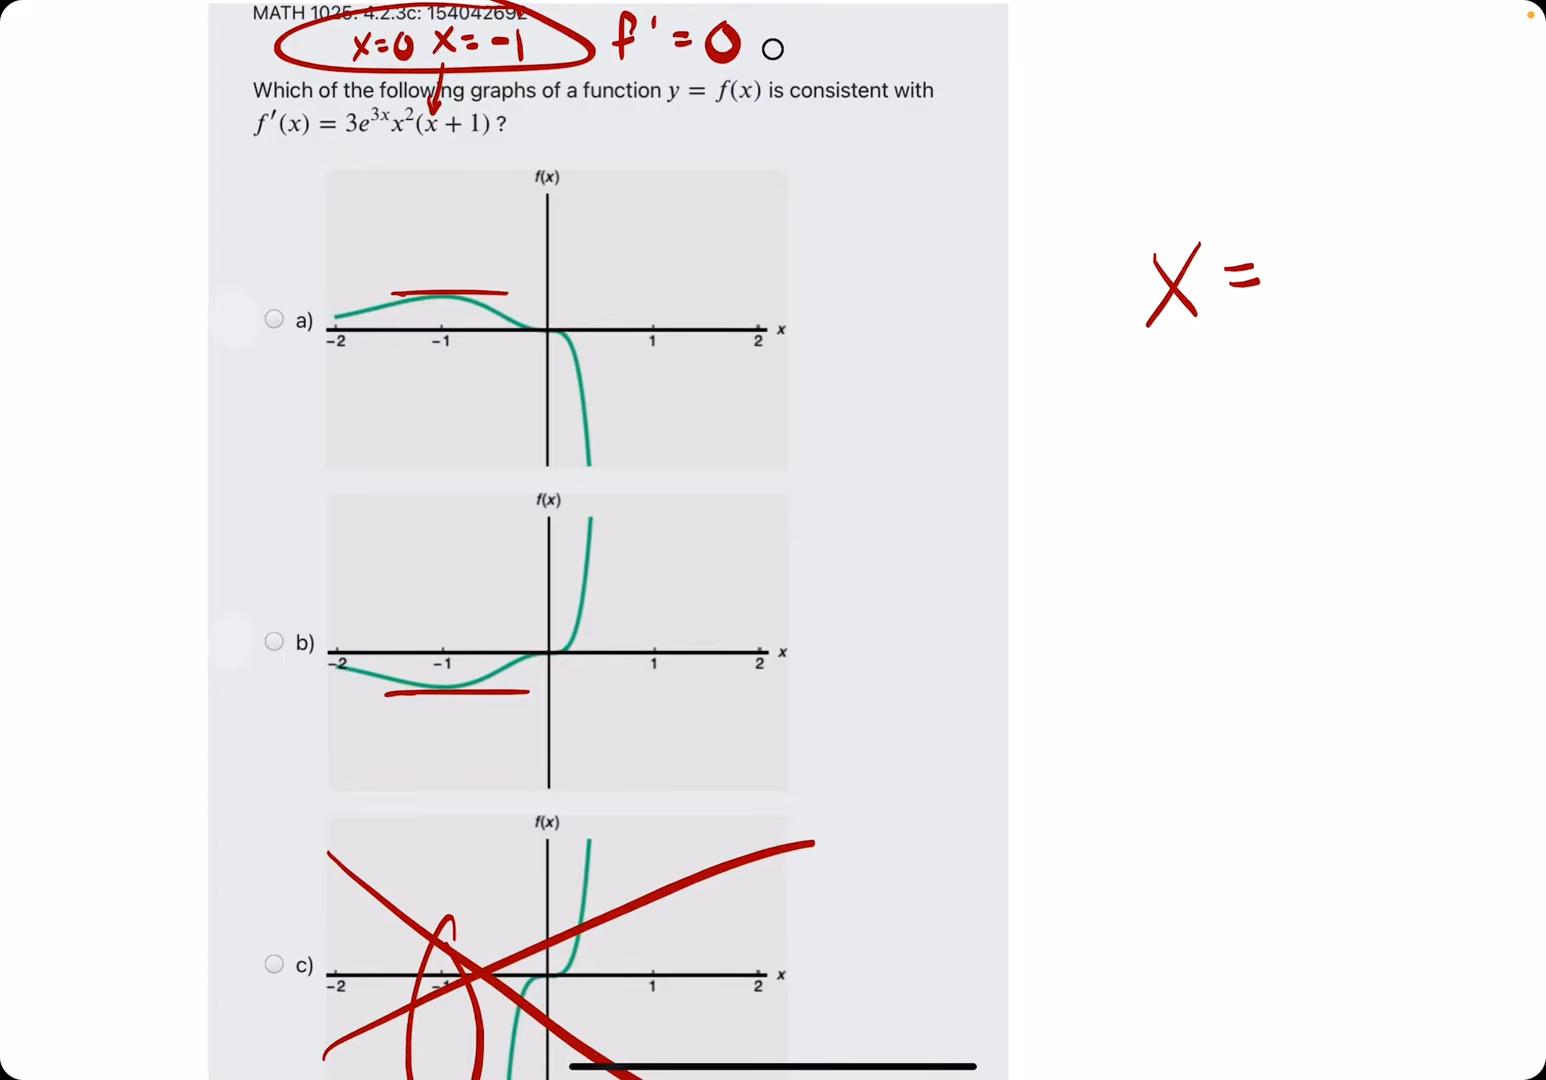 MATH 1025: 4.2.3c: 154042692
x=0 x=-1 f'=0
Which of the following graphs of a function y = f(x) is consistent with
f′(x) = 3e^{3x}x^2(x + 1) ?
x=
f(x)
a)
x
-2 -1 1 2
f(x)
b)
x
-2 -1 1 2
f(x)
c)
x
-2 -1 1 2